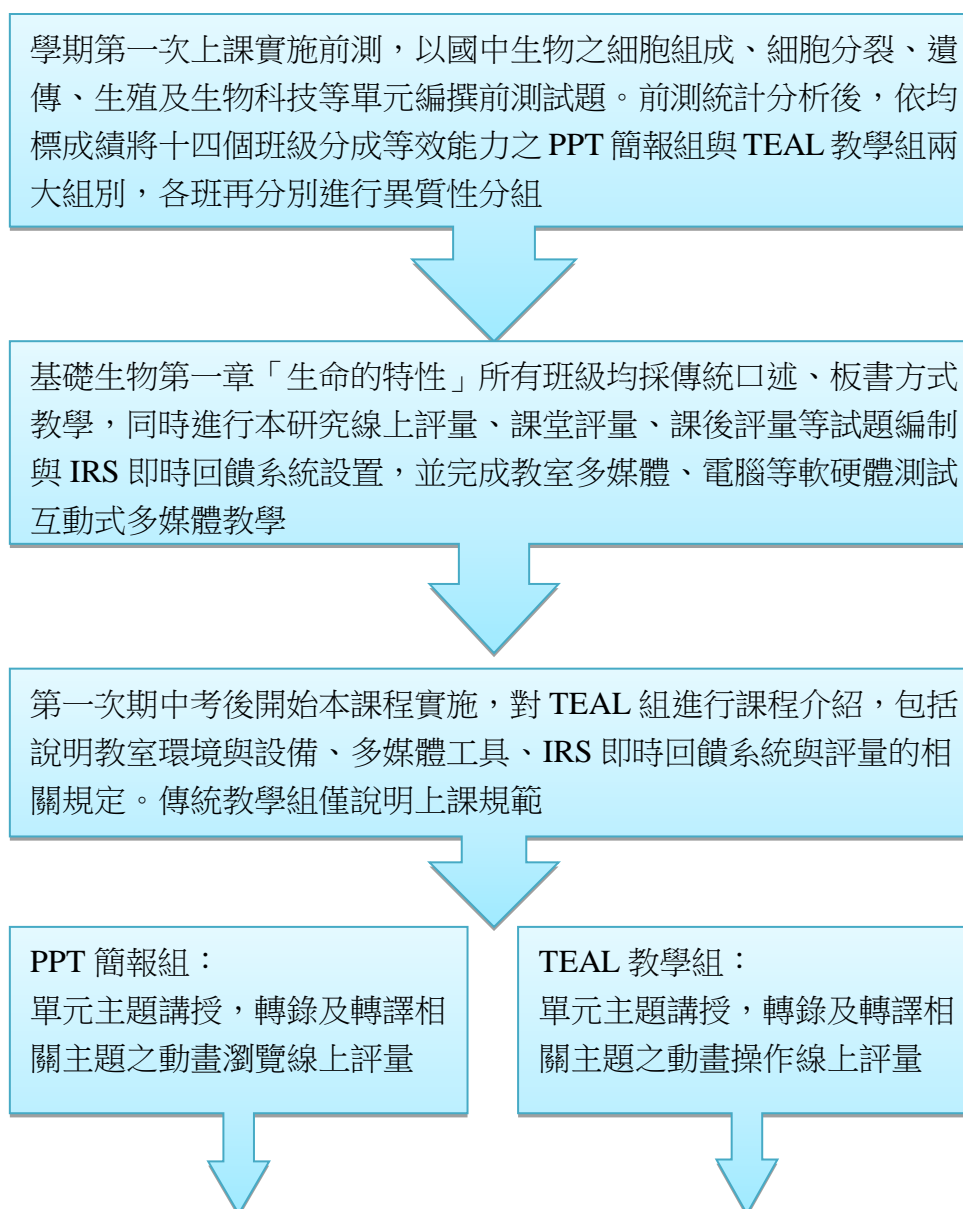 學期第一次上課實施前測，以國中生物之細胞組成、細胞分裂、遺
傳、生殖及生物科技等單元編撰前測試題。前測統計分析後，依均
標成績將十四個班級分成等效能力之 PPT 簡報組與 TEAL 教學組兩
大組別，各班再分別進行異質性分組
基礎生物第一章「生命的特性」所有班級均採傳統口述、板書方式
教學，同時進行本研究線上評量、課堂評量、課後評量等試題編制
與 IRS 即時回饋系統設置，並完成教室多媒體、電腦等軟硬體測試
互動式多媒體教學
第一次期中考後開始本課程實施，對 TEAL 組進行課程介紹，包括
說明教室環境與設備、多媒體工具、IRS 即時回饋系統與評量的相
關規定。傳統教學組僅說明上課規範
PPT 簡報組：
單元主題講授，轉錄及轉譯相
關主題之動畫瀏覽線上評量
TEAL 教學組：
單元主題講授，轉錄及轉譯相
關主題之動畫操作線上評量